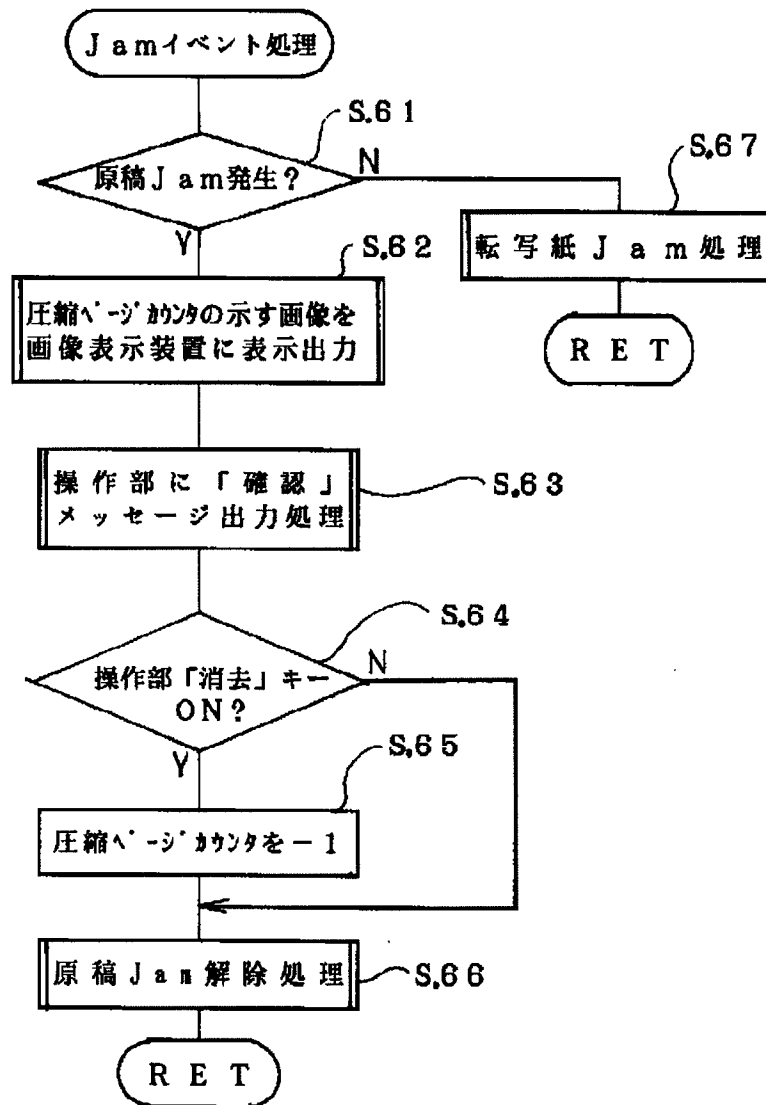 Jamイベント処理
S.61
原稿Jam発生?
N
Y
S.67
転写紙Jam処理
RET
S.62
圧縮ページカウンタの示す画像を
画像表示装置に表示出力
操作部に「確認」
メッセージ出力処理
S.63
S.64
操作部「消去」キー
ON?
N
Y
S.65
圧縮ページカウンタを-1
原稿Jam解除処理
S.66
RET